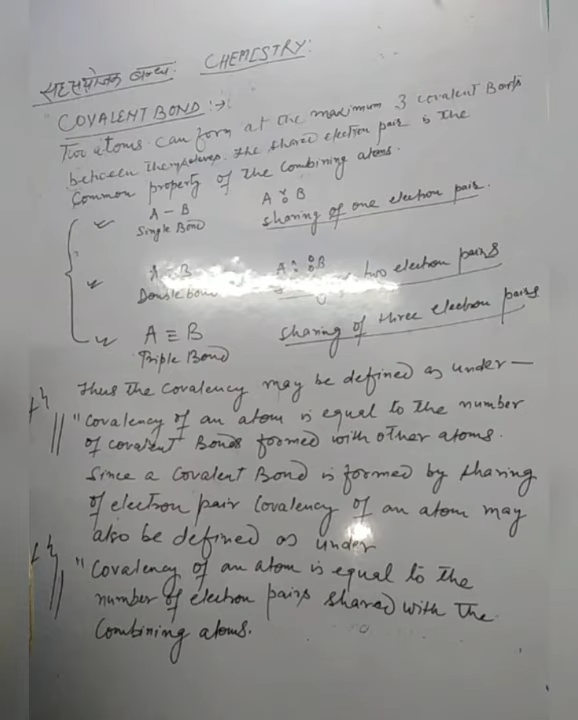 सहसंयोजक बन्ध: CHEMISTRY:
COVALENT BOND :→
Two atoms can form at the maximum 3 covalent Bonds
between themselves. The shared electron pair is the
Common property of the Combining atoms.
A - B A : B
Single Bond sharing of one electron pair.
A = B A :: B two electron pairs
Double bond
A ≡ B sharing of three electron pairs
Triple Bond
Thus the covalency may be defined as under —
" Covalency of an atom is equal to the number
of covalent Bonds formed with other atoms.
Since a Covalent Bond is formed by sharing
of electron pair Covalency of an atom may
also be defined as under
" Covalency of an atom is equal to the
number of electron pairs shared with the
Combining atoms.